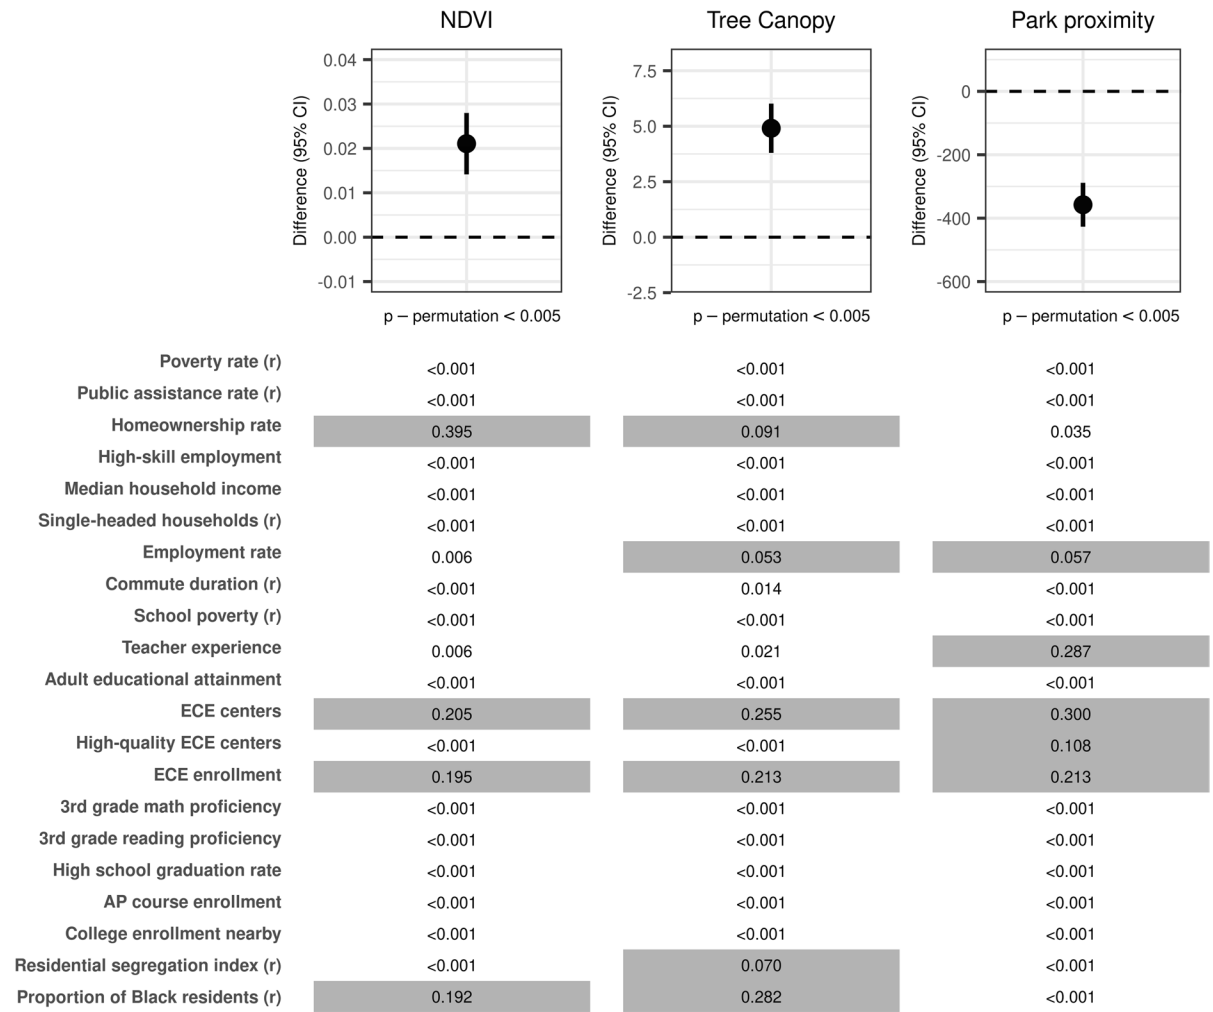 NDVI
Tree Canopy
Park proximity
Difference (95% CI)
0.04
0.03
0.02
0.01
0.00
-0.01
Difference (95% CI)
7.5
5.0
2.5
0.0
-2.5
Difference (95% CI)
0
-200
-400
-600
p – permutation < 0.005
p – permutation < 0.005
p – permutation < 0.005
Poverty rate (r) <0.001 <0.001 <0.001
Public assistance rate (r) <0.001 <0.001 <0.001
Homeownership rate 0.395 0.091 0.035
High-skill employment <0.001 <0.001 <0.001
Median household income <0.001 <0.001 <0.001
Single-headed households (r) <0.001 <0.001 <0.001
Employment rate 0.006 0.053 0.057
Commute duration (r) <0.001 0.014 <0.001
School poverty (r) <0.001 <0.001 <0.001
Teacher experience 0.006 0.021 0.287
Adult educational attainment <0.001 <0.001 <0.001
ECE centers 0.205 0.255 0.300
High-quality ECE centers <0.001 <0.001 0.108
ECE enrollment 0.195 0.213 0.213
3rd grade math proficiency <0.001 <0.001 <0.001
3rd grade reading proficiency <0.001 <0.001 <0.001
High school graduation rate <0.001 <0.001 <0.001
AP course enrollment <0.001 <0.001 <0.001
College enrollment nearby <0.001 <0.001 <0.001
Residential segregation index (r) <0.001 0.070 <0.001
Proportion of Black residents (r) 0.192 0.282 <0.001